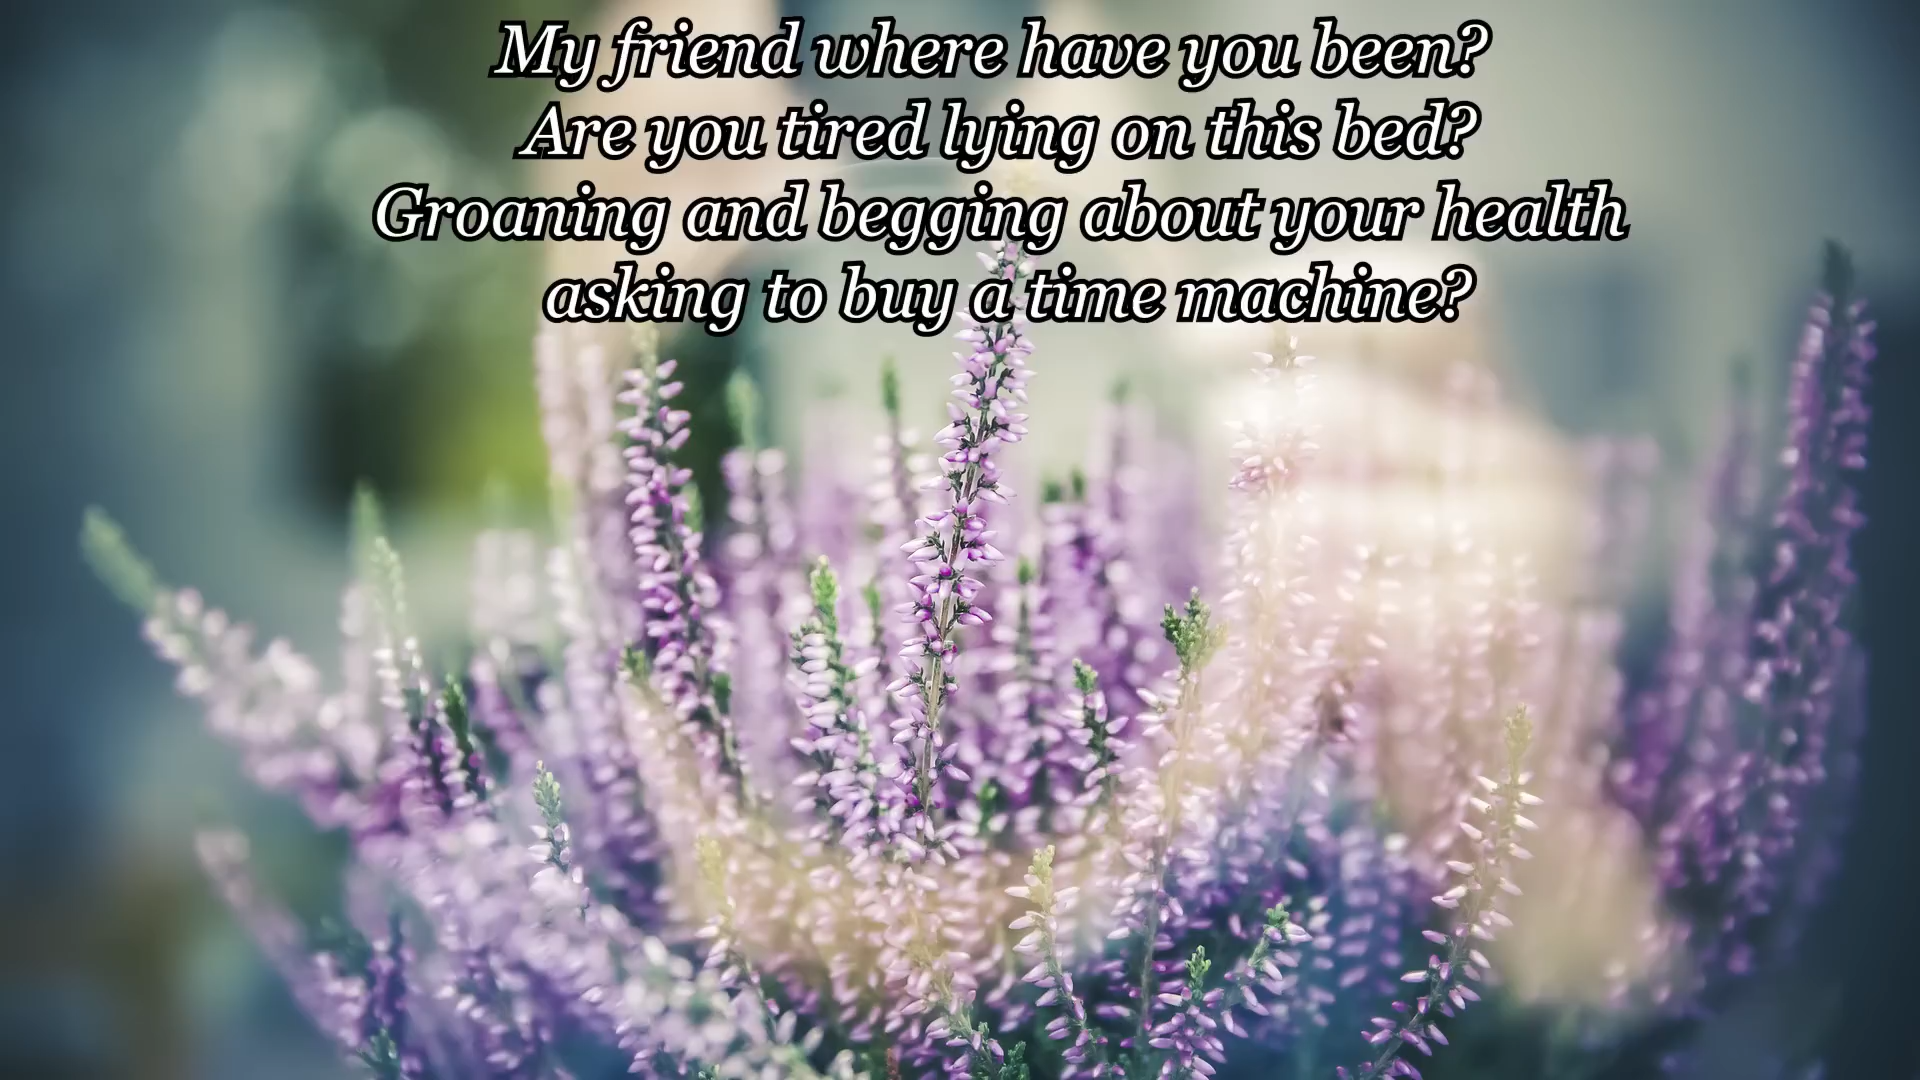 My friend where have you been?
Are you tired lying on this bed?
Groaning and begging about your health
asking to buy a time machine?